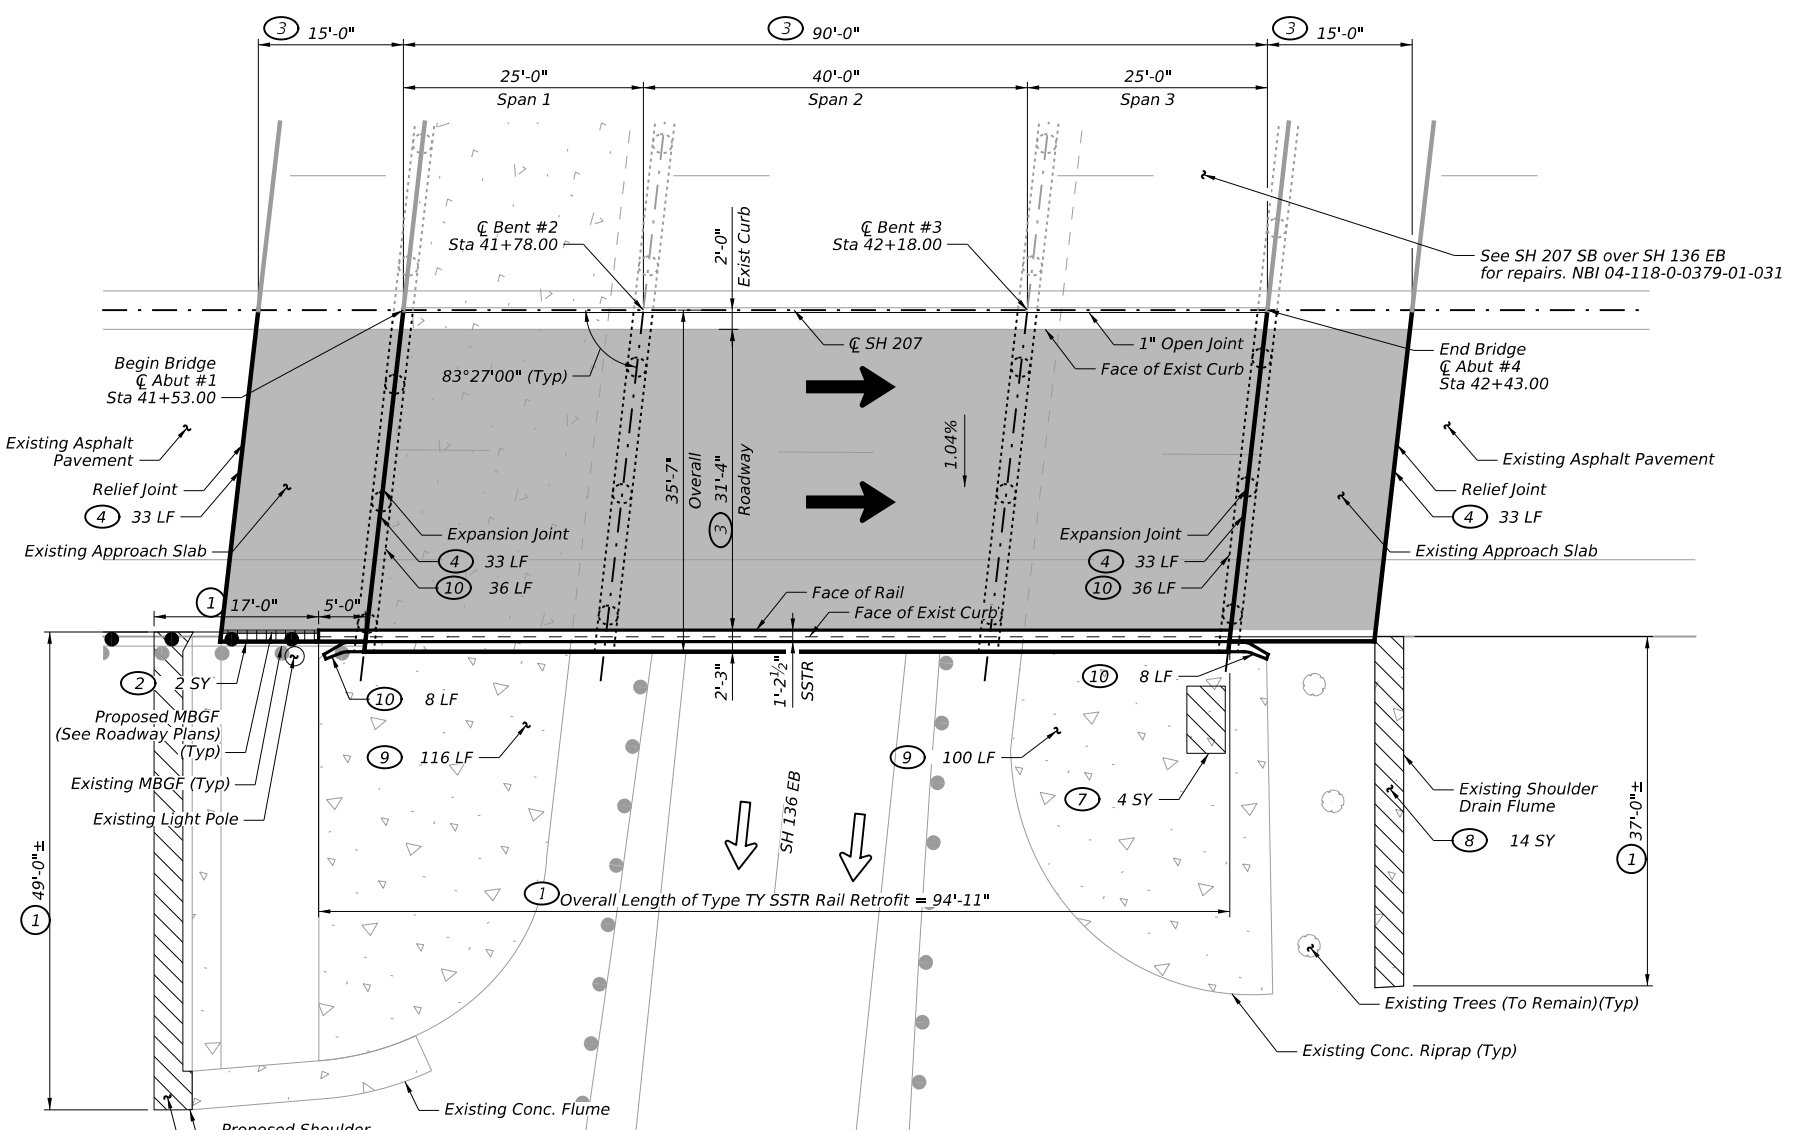 3 15'-0"
3 90'-0"
3 15'-0"
25'-0"
Span 1
40'-0"
Span 2
25'-0"
Span 3
℄ Bent #2
Sta 41+78.00
2'-0"
Exist Curb
℄ Bent #3
Sta 42+18.00
See SH 207 SB over SH 136 EB
for repairs. NBI 04-118-0-0379-01-031
Begin Bridge
℄ Abut #1
Sta 41+53.00
83°27'00" (Typ)
℄ SH 207
1" Open Joint
Face of Exist Curb
End Bridge
℄ Abut #4
Sta 42+43.00
Existing Asphalt
Pavement
Relief Joint
4 33 LF
Existing Approach Slab
35'-7"
Overall
3 31'-4"
Roadway
1.04%
Existing Asphalt Pavement
Relief Joint
4 33 LF
Existing Approach Slab
Expansion Joint
4 33 LF
10 36 LF
Expansion Joint
4 33 LF
10 36 LF
Face of Rail
Face of Exist Curb
1 17'-0"
5'-0"
2 2 SY
10 8 LF
2'-3"
1'-2½"
SSTR
10 8 LF
Proposed MBGF
(See Roadway Plans)
(Typ)
9 116 LF
9 100 LF
7 4 SY
Existing MBGF (Typ)
Existing Light Pole
SH 136 EB
Existing Shoulder
Drain Flume
8 14 SY
1 37'-0"±
1 49'-0"±
1 Overall Length of Type TY SSTR Rail Retrofit = 94'-11"
Existing Trees (To Remain)(Typ)
Existing Conc. Riprap (Typ)
Existing Conc. Flume
Proposed Shoulder